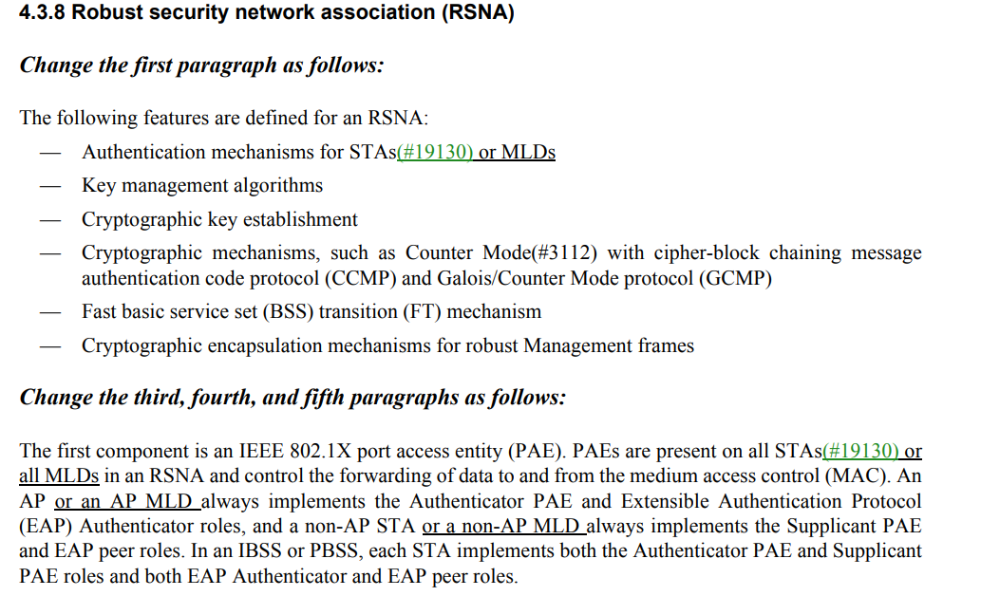 4.3.8 Robust security network association (RSNA)
Change the first paragraph as follows:
The following features are defined for an RSNA:
— Authentication mechanisms for STAs(#19130) or MLDs
— Key management algorithms
— Cryptographic key establishment
— Cryptographic mechanisms, such as Counter Mode(#3112) with cipher-block chaining message
authentication code protocol (CCMP) and Galois/Counter Mode protocol (GCMP)
— Fast basic service set (BSS) transition (FT) mechanism
— Cryptographic encapsulation mechanisms for robust Management frames
Change the third, fourth, and fifth paragraphs as follows:
The first component is an IEEE 802.1X port access entity (PAE). PAEs are present on all STAs(#19130) or
all MLDs in an RSNA and control the forwarding of data to and from the medium access control (MAC). An
AP or an AP MLD always implements the Authenticator PAE and Extensible Authentication Protocol
(EAP) Authenticator roles, and a non-AP STA or a non-AP MLD always implements the Supplicant PAE
and EAP peer roles. In an IBSS or PBSS, each STA implements both the Authenticator PAE and Supplicant
PAE roles and both EAP Authenticator and EAP peer roles.